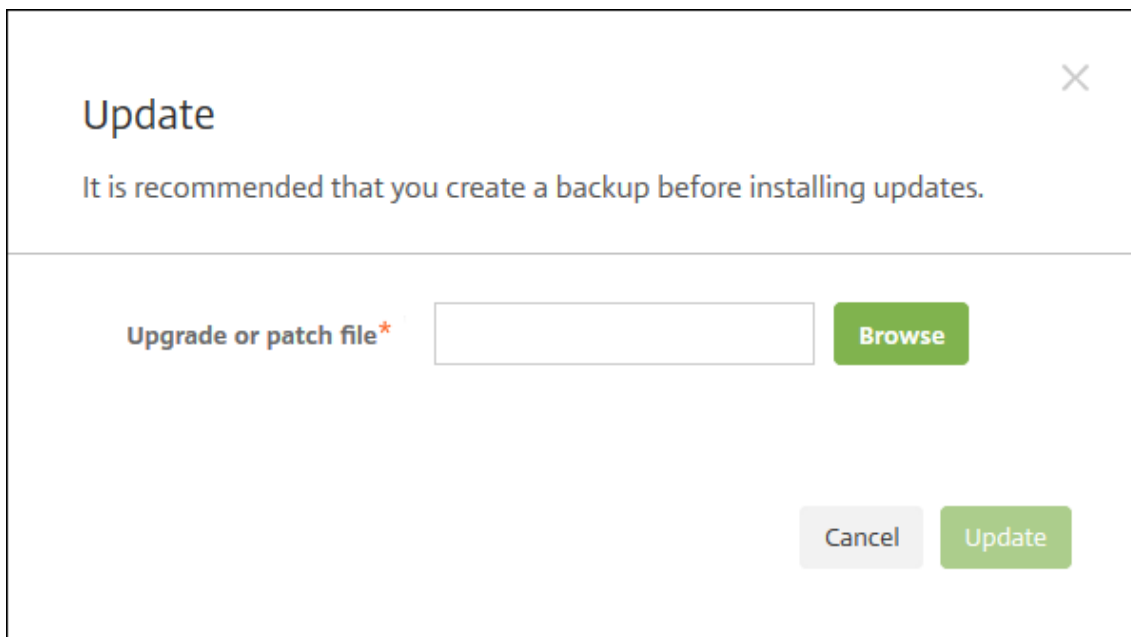 Update
It is recommended that you create a backup before installing updates.
Upgrade or patch file*
Browse
Cancel
Update